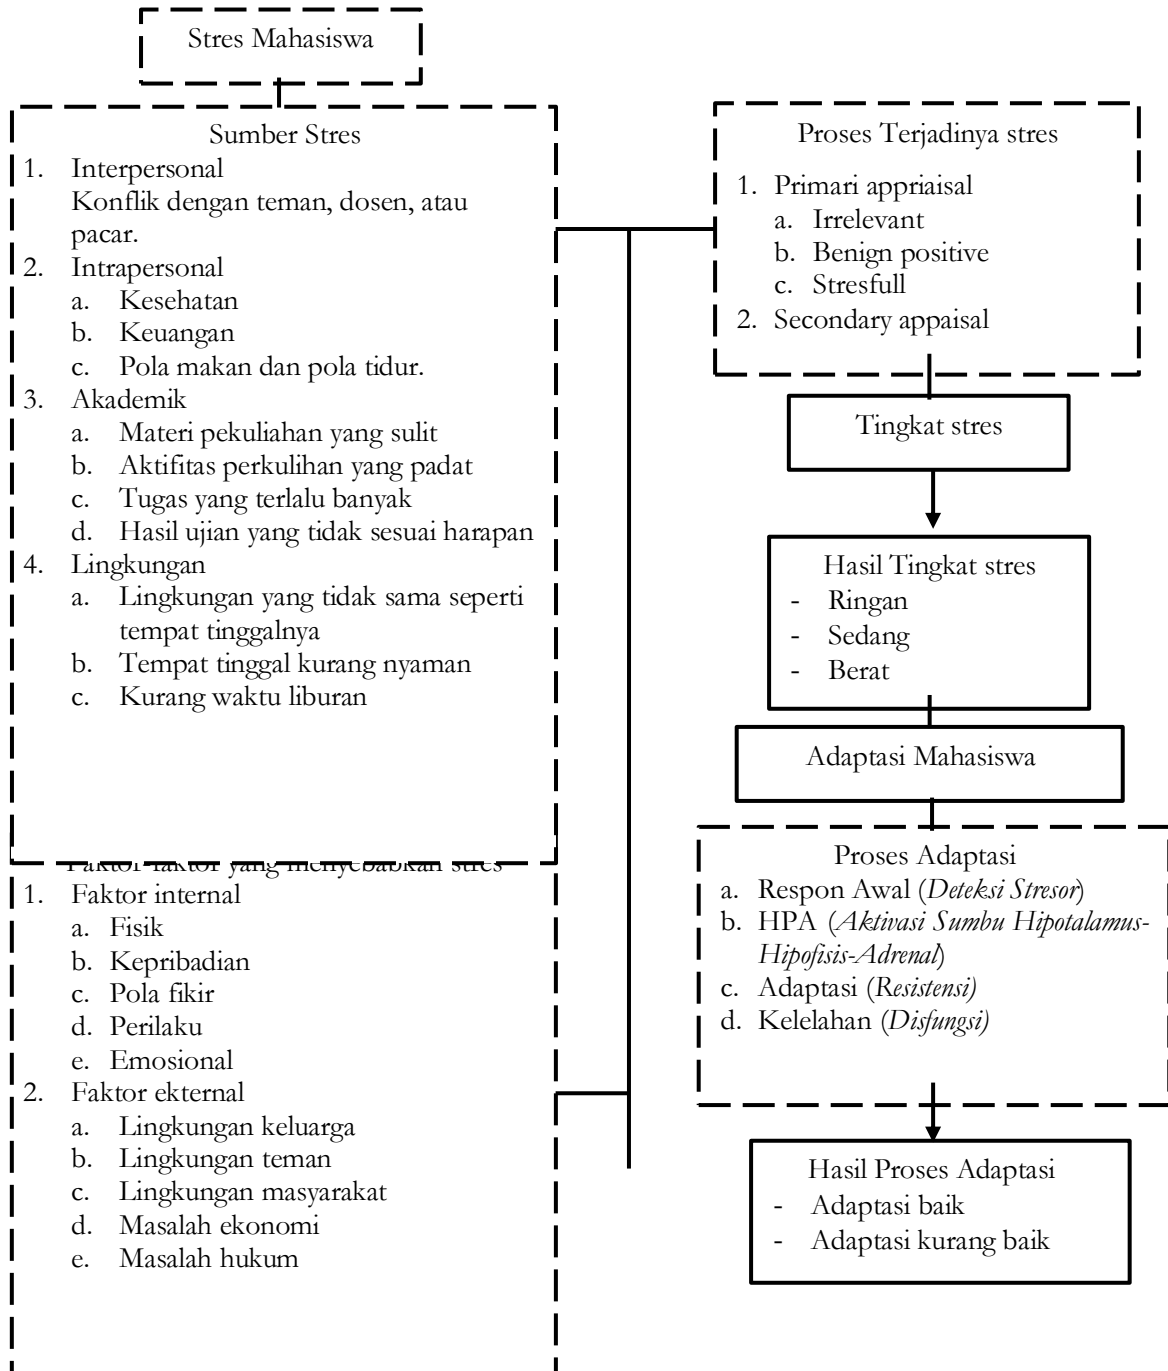 Stres Mahasiswa
Sumber Stres
1. Interpersonal
Konflik dengan teman, dosen, atau
pacar.
2. Intrapersonal
a. Kesehatan
b. Keuangan
c. Pola makan dan pola tidur.
3. Akademik
a. Materi pekuliahan yang sulit
b. Aktifitas perkulihan yang padat
c. Tugas yang terlalu banyak
d. Hasil ujian yang tidak sesuai harapan
4. Lingkungan
a. Lingkungan yang tidak sama seperti
tempat tinggalnya
b. Tempat tinggal kurang nyaman
c. Kurang waktu liburan
Faktor-faktor yang menyebabkan stres
1. Faktor internal
a. Fisik
b. Kepribadian
c. Pola fikir
d. Perilaku
e. Emosional
2. Faktor ekternal
a. Lingkungan keluarga
b. Lingkungan teman
c. Lingkungan masyarakat
d. Masalah ekonomi
e. Masalah hukum
Proses Terjadinya stres
1. Primari appriaisal
a. Irrelevant
b. Benign positive
c. Stresfull
2. Secondary appaisal
Tingkat stres
Hasil Tingkat stres
- Ringan
- Sedang
- Berat
Adaptasi Mahasiswa
Proses Adaptasi
a. Respon Awal (Deteksi Stresor)
b. HPA (Aktivasi Sumbu Hipotalamus-
Hipofisis-Adrenal)
c. Adaptasi (Resistensi)
d. Kelelahan (Disfungsi)
Hasil Proses Adaptasi
- Adaptasi baik
- Adaptasi kurang baik